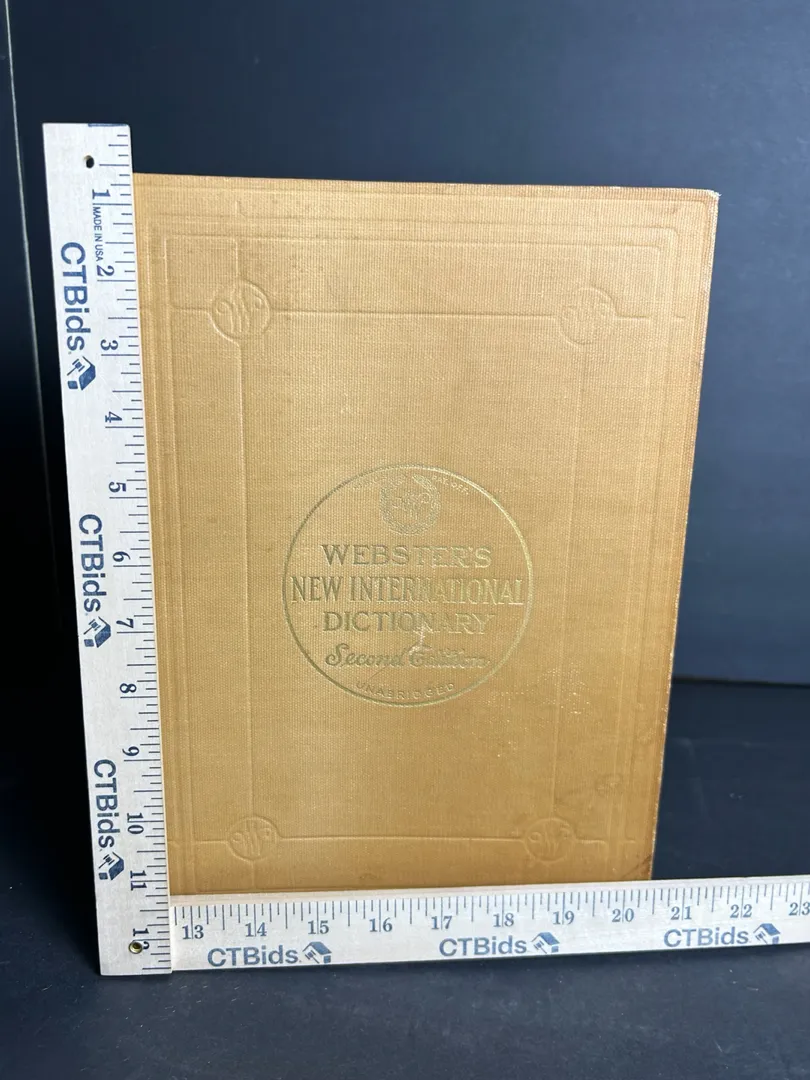 1
MADE IN USA
2
CTBids
3
4
5
CTBids
6
7
8
9
CTBids
10
11
PAT. OFF.
WEBSTER'S
NEW INTERNATIONAL
DICTIONARY
Second Edition
UNABRIDGED
W
W
W
W
13 14 15 16 17 18 19 20 21 22 23
CTBids CTBids CTBids